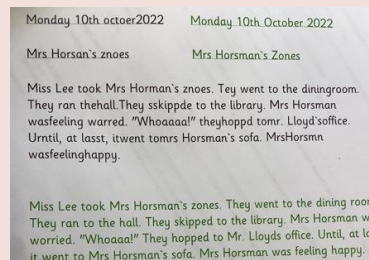 Monday 10th octoer2022
Monday 10th October 2022
Mrs Horsan`s znoes
Mrs Horsman`s Zones
Miss Lee took Mrs Horman`s znoes. Tey went to the diningroom.
They ran thehall.They sskippde to the library. Mrs Horsman
wasfeeling warred. "Whoaaaa!" theyhoppd tomr. Lloyd`soffice.
Urntil, at lasst, itwent tomrs Horsman`s sofa. MrsHorsmn
wasfeelinghappy.
Miss Lee took Mrs Horsman`s zones. They went to the dining
They ran to the hall. They skipped to the library. Mrs Horsman
worried. "Whoaaa!" They hopped to Mr. Lloyds office. Until, at
it went to Mrs Horsman`s sofa. Mrs Horsman was feeling happy.